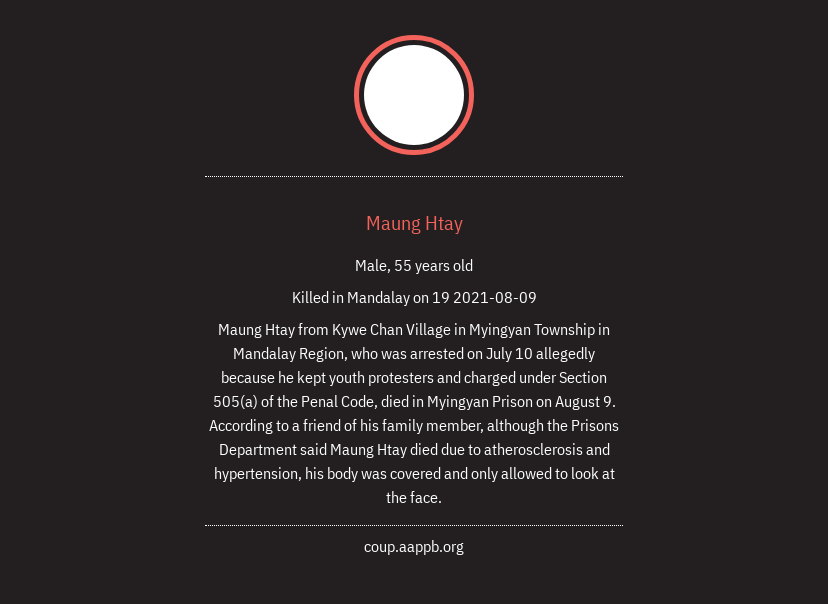 Maung Htay
Male, 55 years old
Killed in Mandalay on 19 2021-08-09
Maung Htay from Kywe Chan Village in Myingyan Township in
Mandalay Region, who was arrested on July 10 allegedly
because he kept youth protesters and charged under Section
505(a) of the Penal Code, died in Myingyan Prison on August 9.
According to a friend of his family member, although the Prisons
Department said Maung Htay died due to atherosclerosis and
hypertension, his body was covered and only allowed to look at
the face.
coup.aappb.org